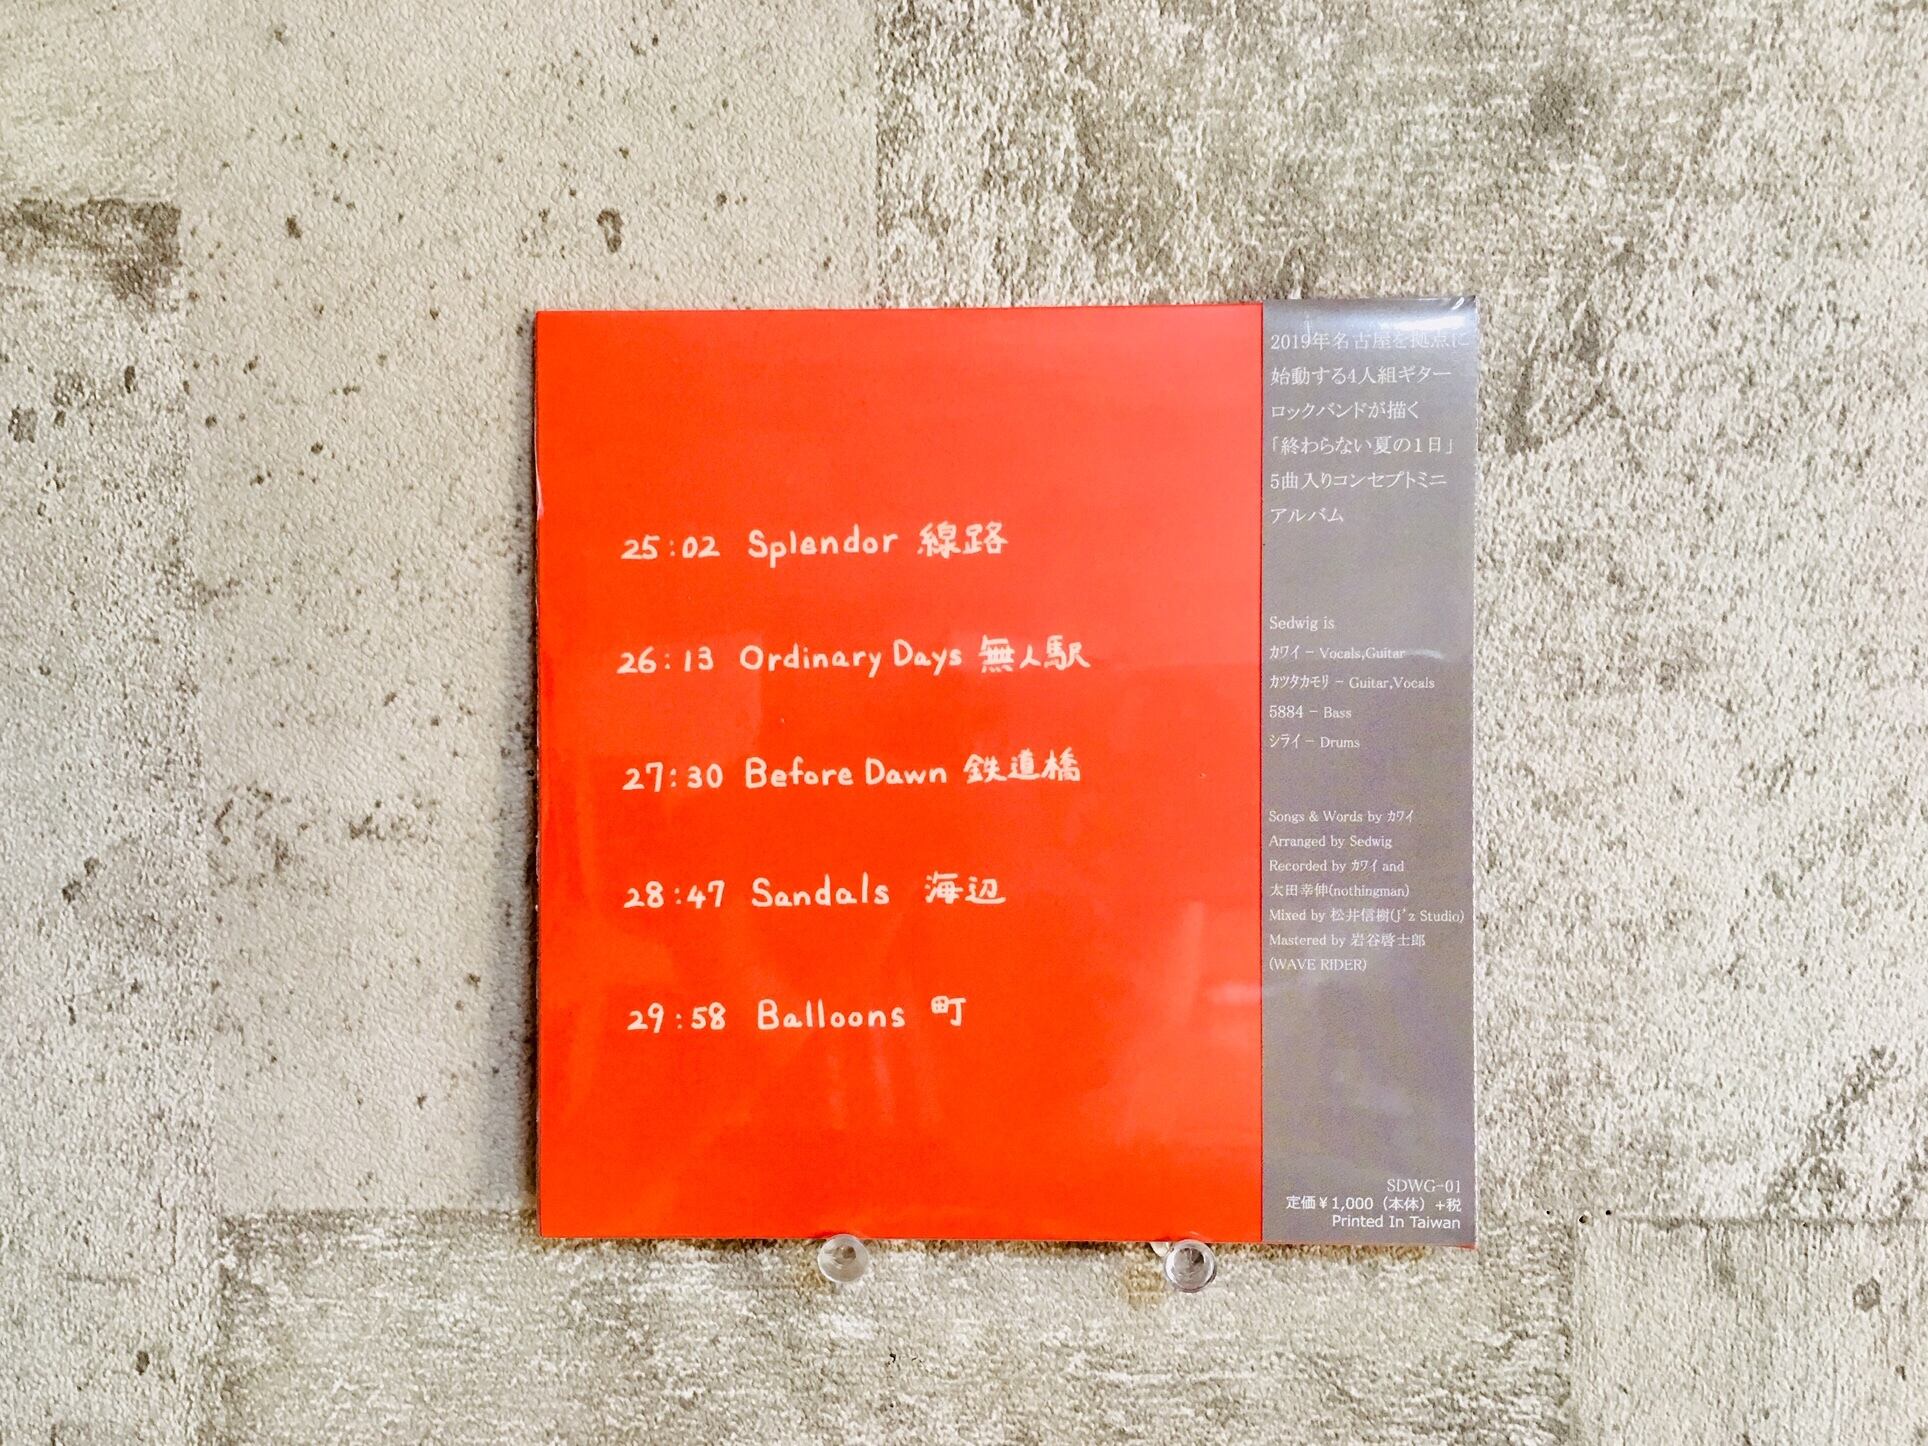 25:02 Splendor 線路
26:13 Ordinary Days 無人駅
27:30 Before Dawn 鉄道橋
28:47 Sandals 海辺
29:58 Balloons 町
2019年名古屋を拠点に
始動する4人組ギター
ロックバンドが描く
「終わらない夏の1日」
5曲入りコンセプトミニ
アルバム
Sedwig is
カワイ - Vocals,Guitar
カツタカモリ - Guitar,Vocals
5884 - Bass
シライ - Drums
Songs & Words by カワイ
Arranged by Sedwig
Recorded by カワイ and
太田幸伸(nothingman)
Mixed by 松井信樹(J'z Studio)
Mastered by 岩谷啓士郎
(WAVE RIDER)
SDWG-01
定価¥1,000（本体）+税
Printed In Taiwan